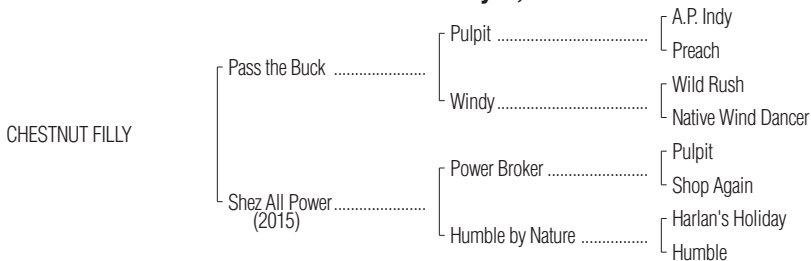 Pulpit ................................
A.P. Indy
Preach
Pass the Buck ......................
Windy................................
Wild Rush
Native Wind Dancer
CHESTNUT FILLY
Power Broker .....................
Pulpit
Shop Again
Shez All Power......................
(2015)
Humble by Nature ................
Harlan's Holiday
Humble